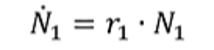 Ṅ₁ = r₁ · N₁